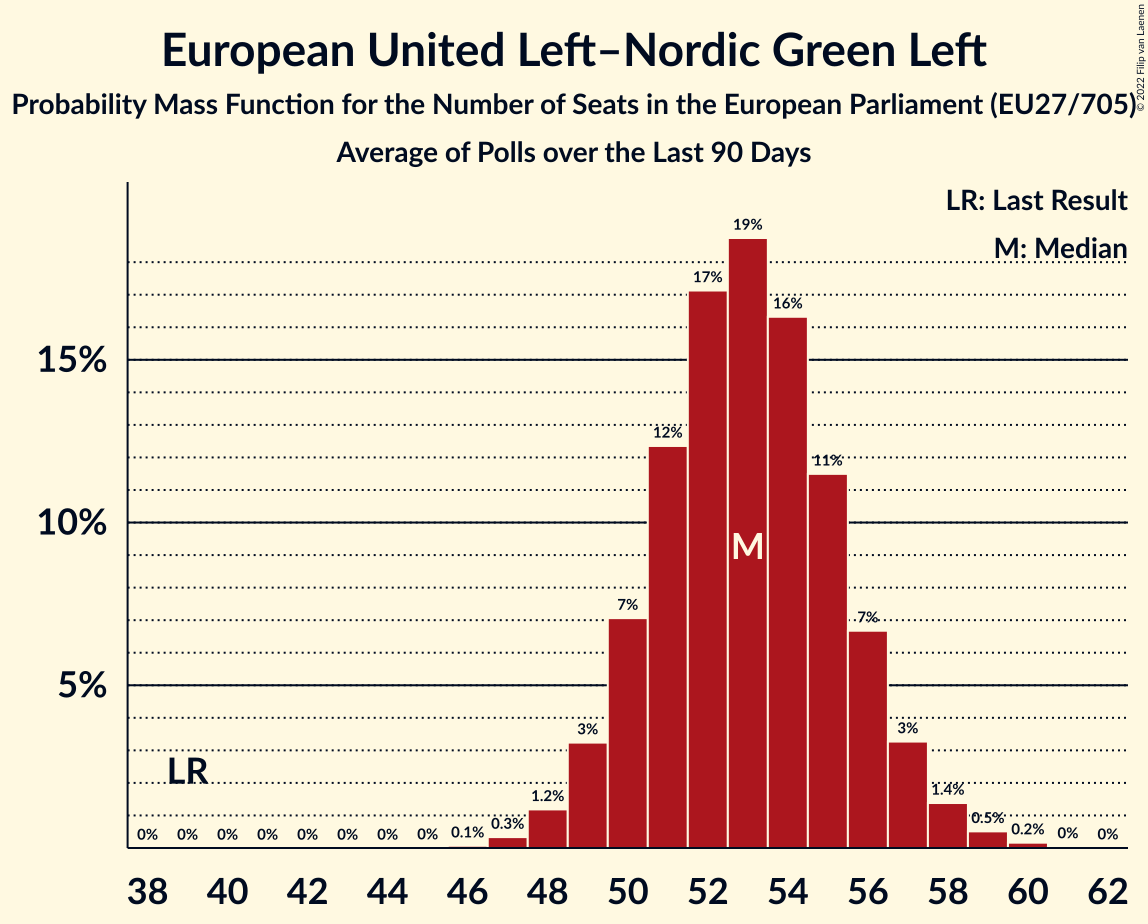 European United Left–Nordic Green Left
Probability Mass Function for the Number of Seats in the European Parliament (EU27/705)
Average of Polls over the Last 90 Days
© 2022 Filip van Laenen
LR: Last Result
M: Median
15%
10%
5%
0% 0% 0% 0% 0% 0% 0% 0% 0.1% 0.3% 1.2% 3% 7% 12% 17% 19% 16% 11% 7% 3% 1.4% 0.5% 0.2% 0% 0%
LR
M
38 40 42 44 46 48 50 52 54 56 58 60 62